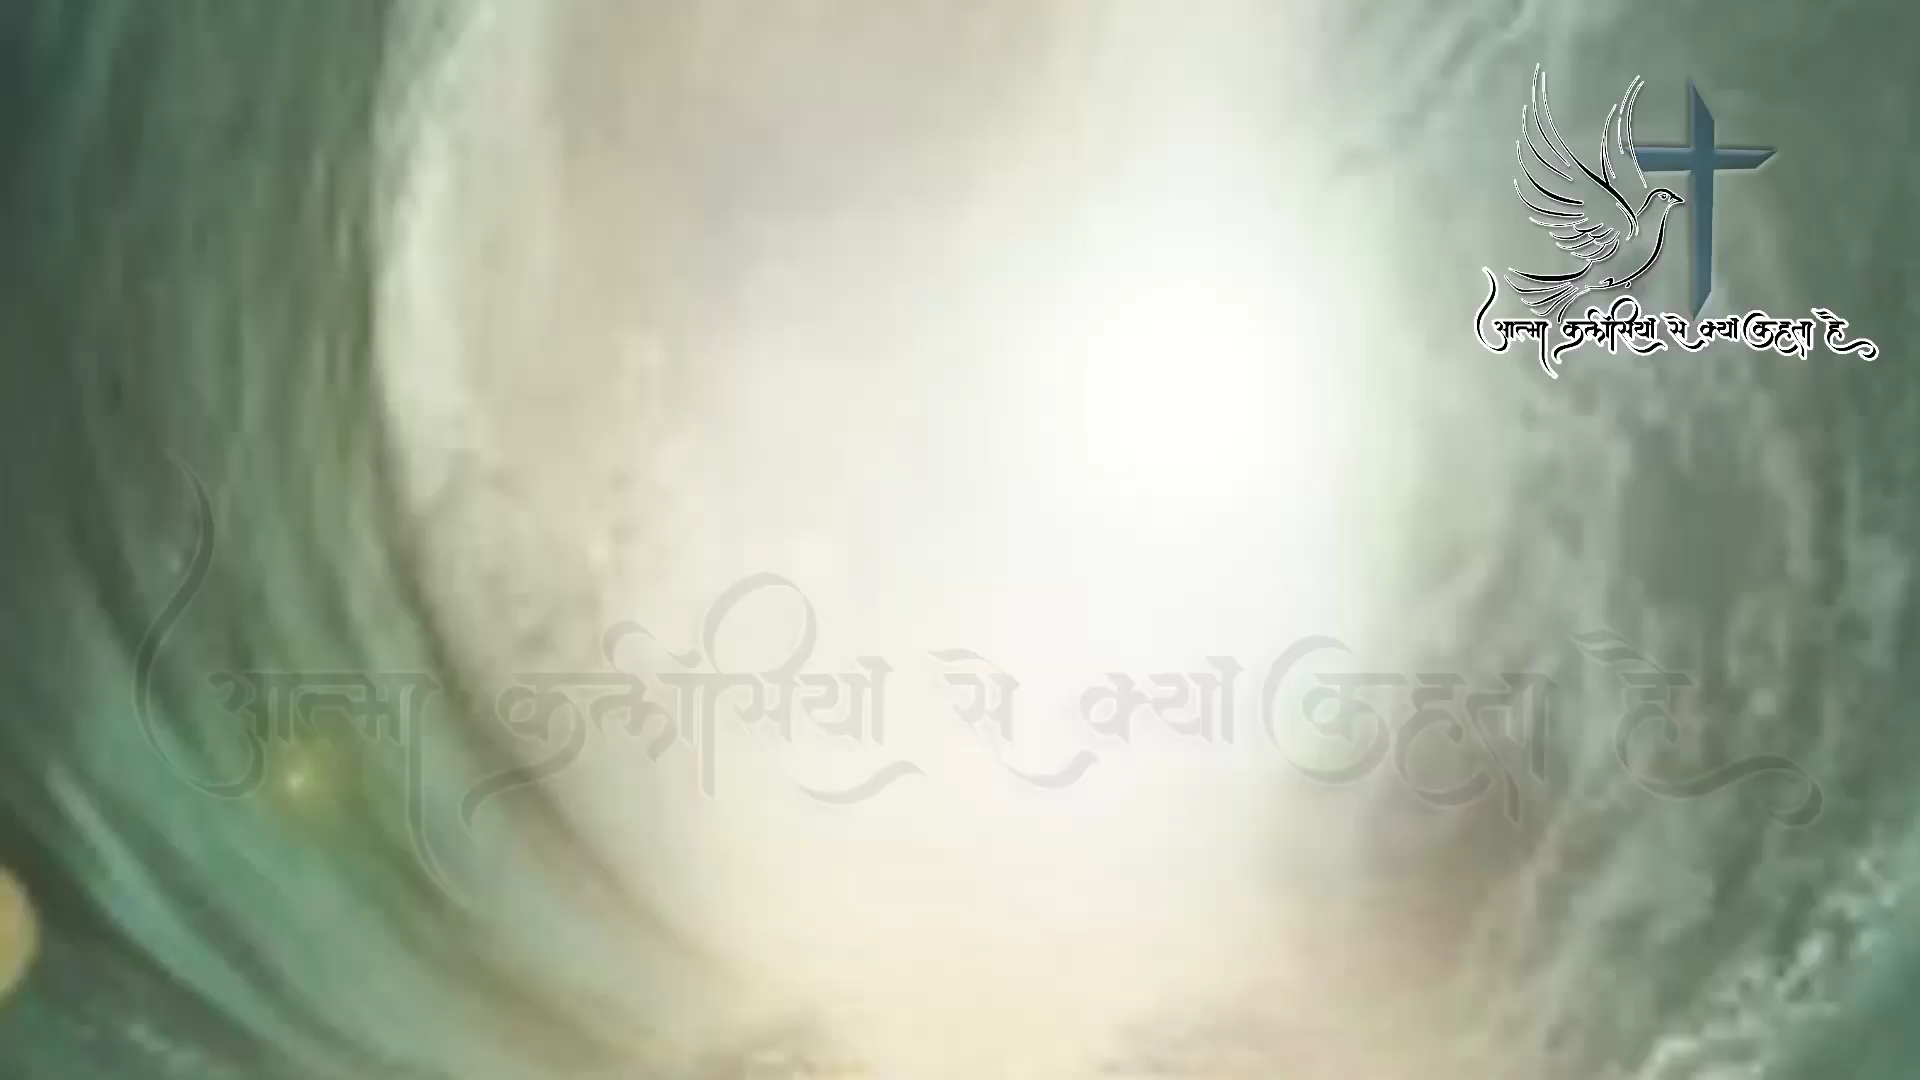 आत्मा कलीसियों से क्यों कहता है
आत्मा कलीसियों से क्यों कहता है